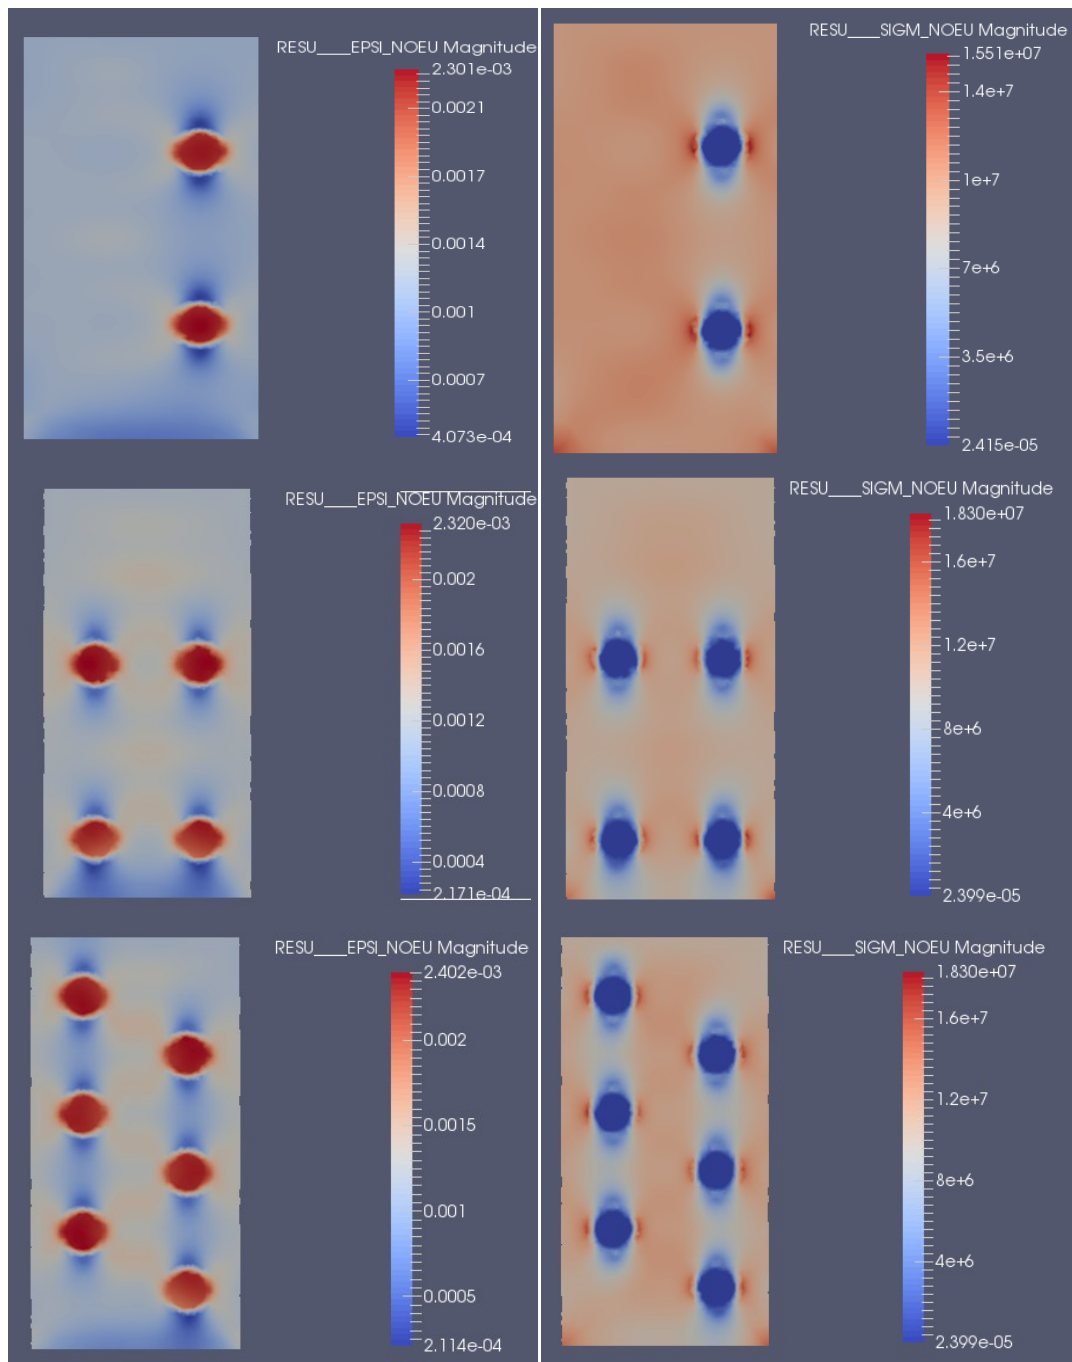 RESU____EPSI_NOEU Magnitude
2.301e-03
0.0021
0.0017
0.0014
0.001
0.0007
4.073e-04
RESU____SIGM_NOEU Magnitude
1.551e+07
1.4e+7
1e+7
7e+6
3.5e+6
2.415e-05
RESU____EPSI_NOEU Magnitude
2.320e-03
0.002
0.0016
0.0012
0.0008
0.0004
2.171e-04
RESU____SIGM_NOEU Magnitude
1.830e+07
1.6e+7
1.2e+7
8e+6
4e+6
2.399e-05
RESU____EPSI_NOEU Magnitude
2.402e-03
0.002
0.0015
0.001
0.0005
2.114e-04
RESU____SIGM_NOEU Magnitude
1.830e+07
1.6e+7
1.2e+7
8e+6
4e+6
2.399e-05